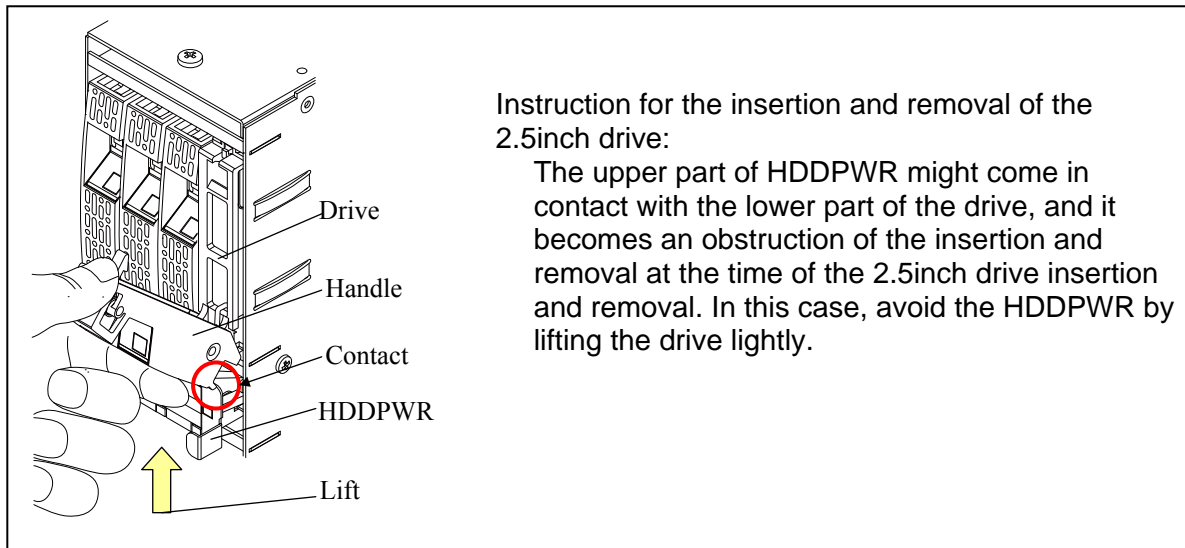 Instruction for the insertion and removal of the
2.5inch drive:
The upper part of HDDPWR might come in
contact with the lower part of the drive, and it
becomes an obstruction of the insertion and
removal at the time of the 2.5inch drive insertion
and removal. In this case, avoid the HDDPWR by
lifting the drive lightly.
Drive
Handle
Contact
HDDPWR
Lift